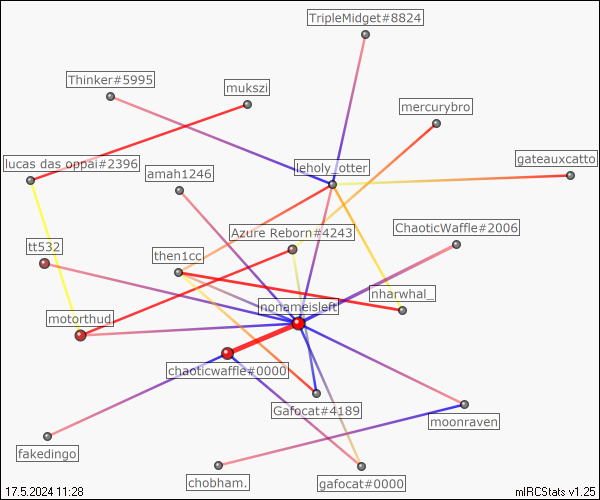 TripleMidget#8824
Thinker#5995
mukszi
mercurybro
gateauxcatto
lucas das oppai#2396
leholy_otter
amah1246
Azure Reborn#4243
ChaoticWaffle#2006
tt532
then1cc
nharwhal_
nonameisleft
motorthud
chaoticwaffle#0000
Gafocat#4189
moonraven
fakedingo
chobham.
gafocat#0000
17.5.2024 11:28
mIRCStats v1.25